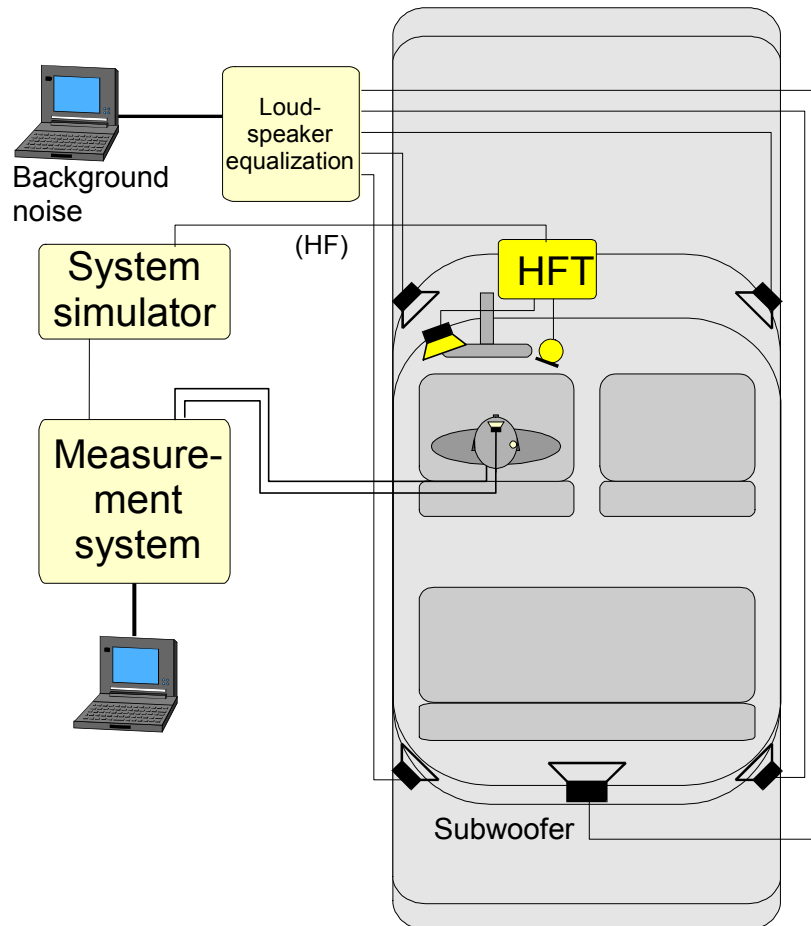 Loud-
speaker
equalization
Background
noise
(HF)
System
simulator
HFT
Measure-
ment
system
Subwoofer